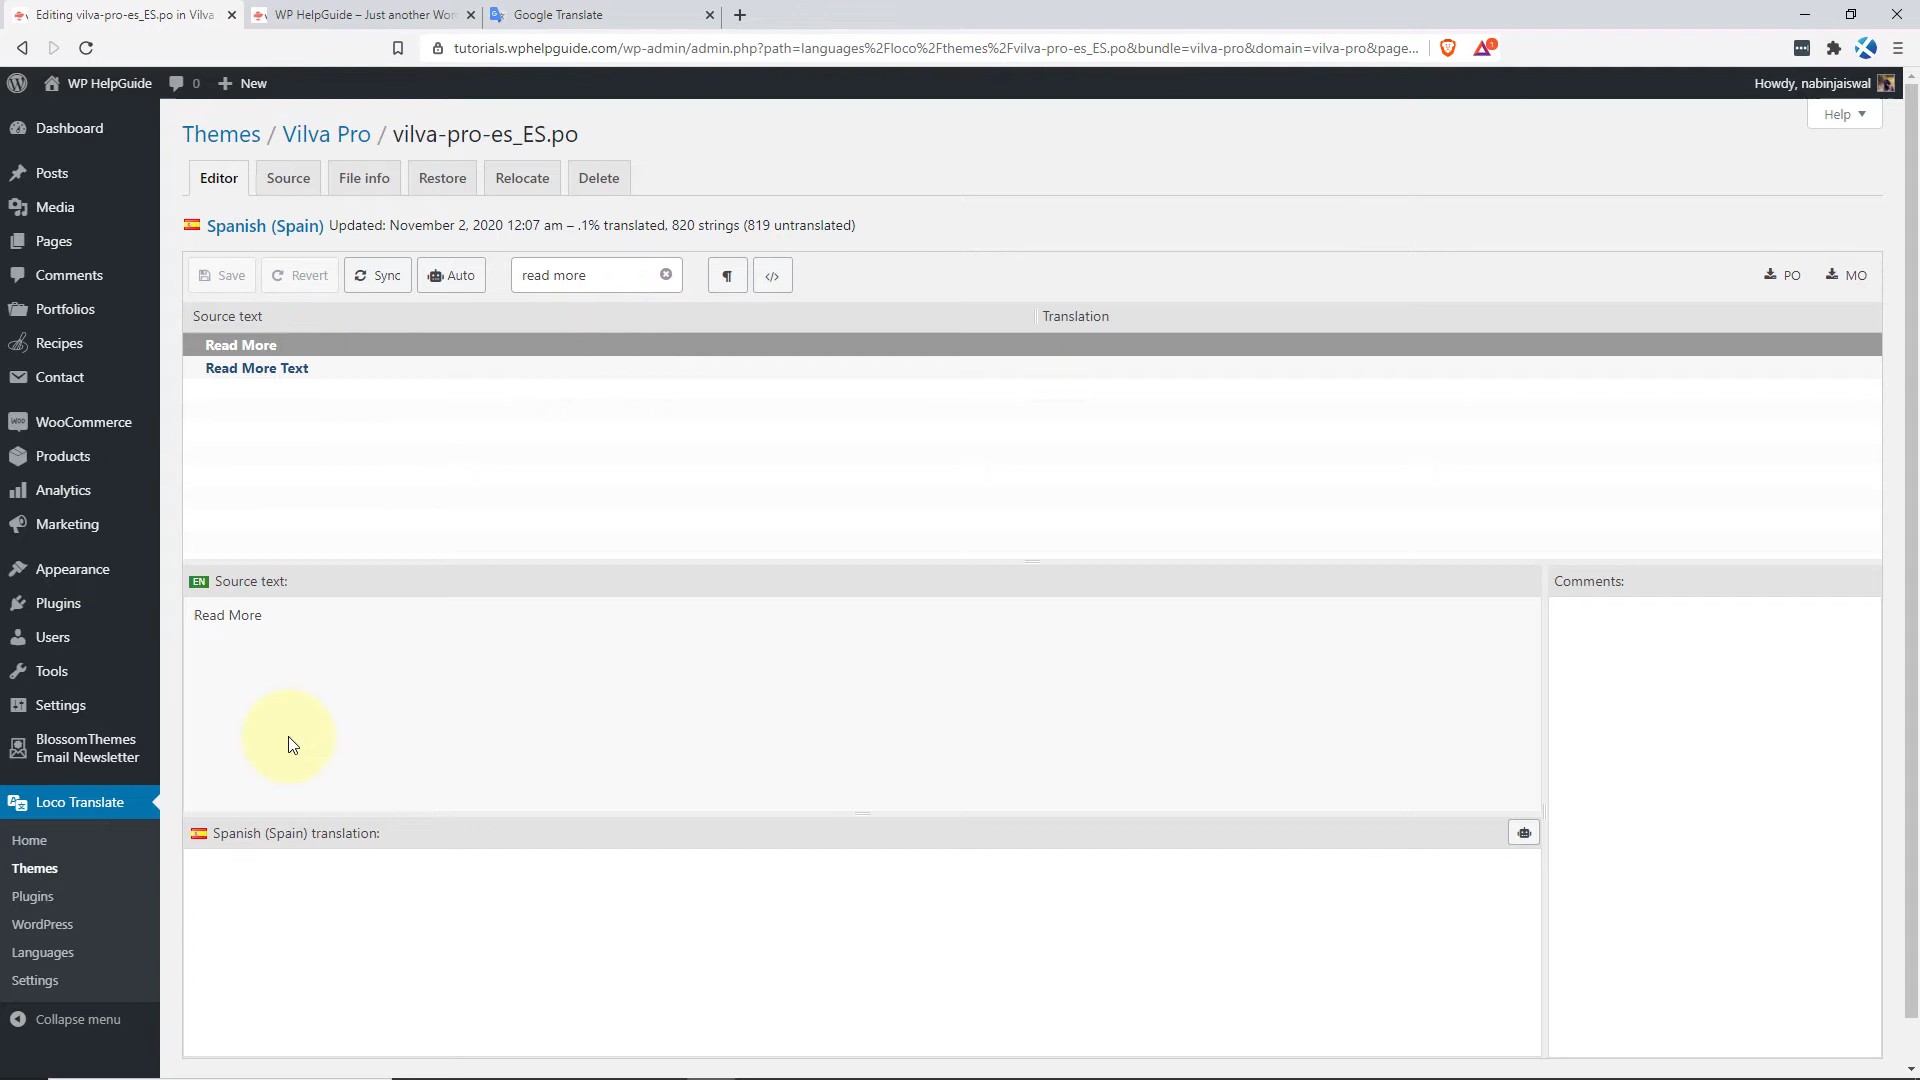 Editing vilva-pro-es_ES.po in Vilva
WP HelpGuide – Just another Wor
Google Translate
tutorials.wphelpguide.com/wp-admin/admin.php?path=languages%2Floco%2Fthemes%2Fvilva-pro-es_ES.po&bundle=vilva-pro&domain=vilva-pro&page...
1
WP HelpGuide
0
New
Howdy, nabinjaiswal
Help
Dashboard
Posts
Media
Pages
Comments
Portfolios
Recipes
Contact
WooCommerce
Products
Analytics
Marketing
Appearance
Plugins
Users
Tools
Settings
BlossomThemes
Email Newsletter
Loco Translate
Home
Themes
Plugins
WordPress
Languages
Settings
Collapse menu
Themes / Vilva Pro / vilva-pro-es_ES.po
Editor Source File info Restore Relocate Delete
Spanish (Spain) Updated: November 2, 2020 12:07 am – .1% translated, 820 strings (819 untranslated)
Save Revert Sync Auto read more ¶ </> PO MO
Source text Translation
Read More
Read More Text
EN Source text:
Comments:
Read More
Spanish (Spain) translation: